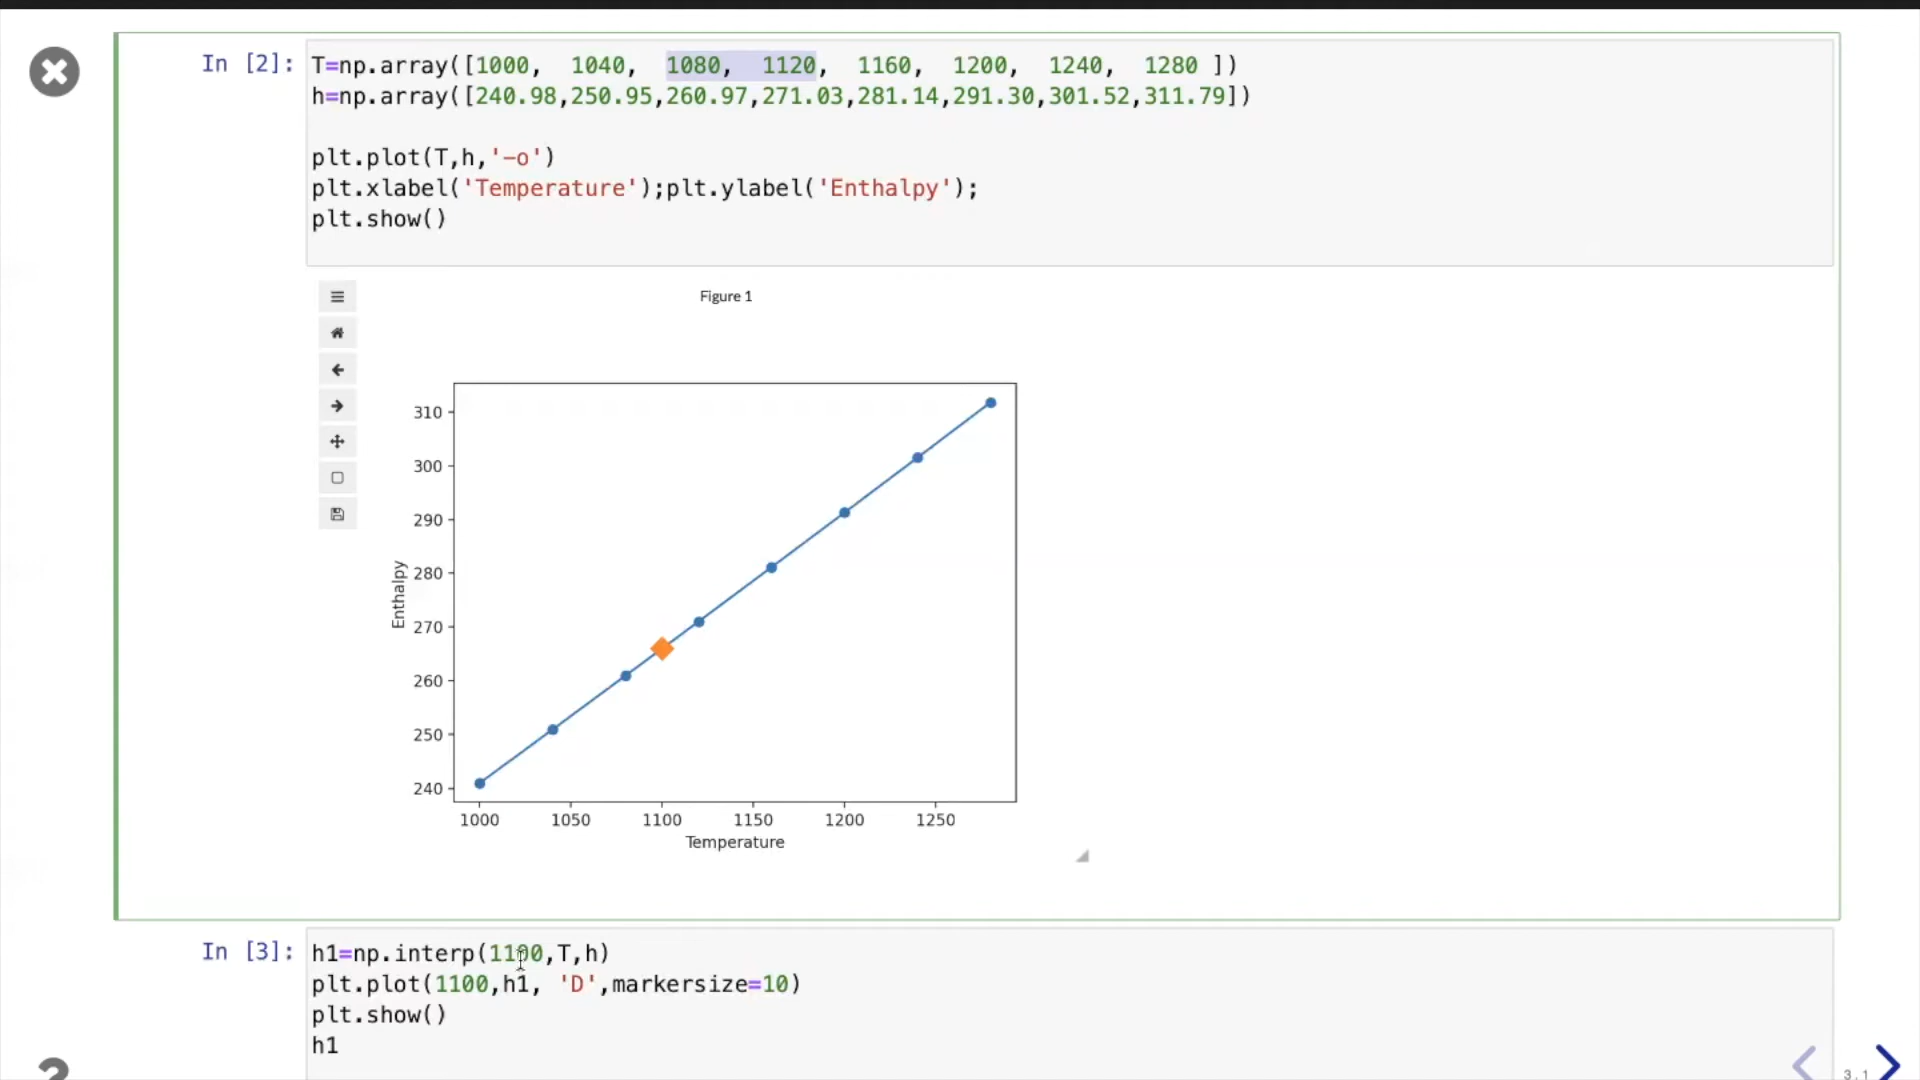 In [2]:
T=np.array([1000,  1040,  1080,  1120,  1160,  1200,  1240,  1280 ])
h=np.array([240.98,250.95,260.97,271.03,281.14,291.30,301.52,311.79])
plt.plot(T,h,'-o')
plt.xlabel('Temperature');plt.ylabel('Enthalpy');
plt.show()
Figure 1
310
300
290
280
270
260
250
240
Enthalpy
1000 1050 1100 1150 1200 1250
Temperature
In [3]:
h1=np.interp(1100,T,h)
plt.plot(1100,h1, 'D',markersize=10)
plt.show()
h1
?
3.1